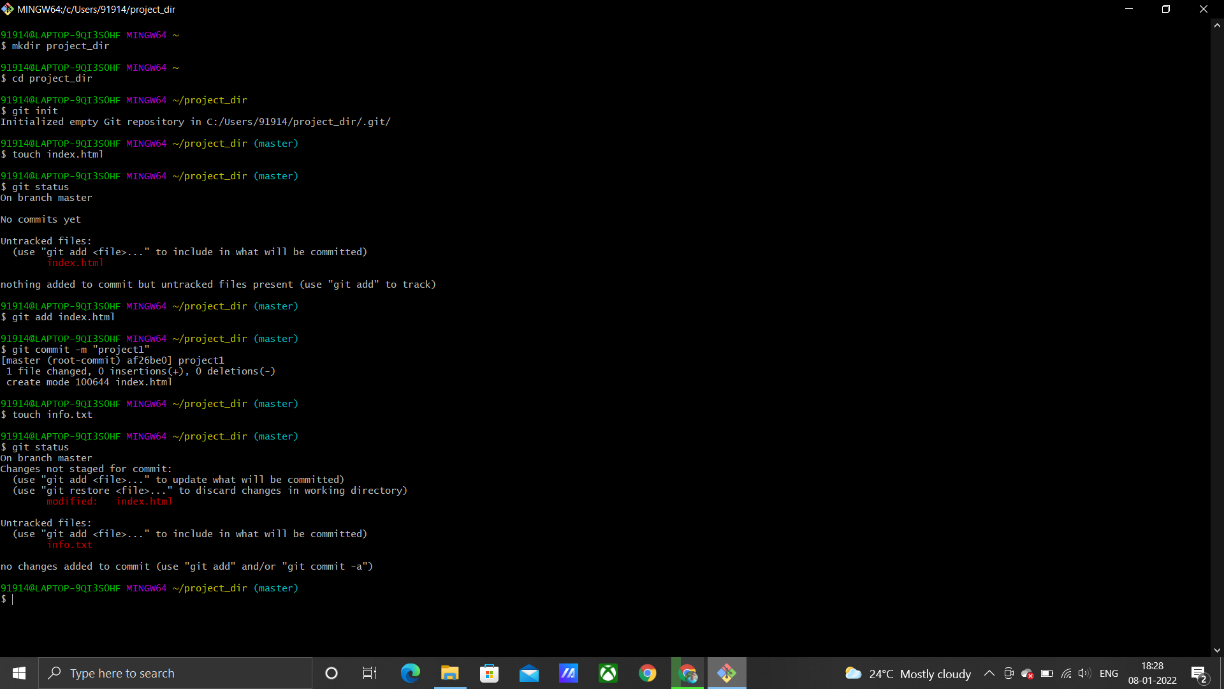 MINGW64:/c/Users/91914/project_dir
91914@LAPTOP-9QI3SOHF MINGW64 ~
$ mkdir project_dir
91914@LAPTOP-9QI3SOHF MINGW64 ~
$ cd project_dir
91914@LAPTOP-9QI3SOHF MINGW64 ~/project_dir
$ git init
Initialized empty Git repository in C:/Users/91914/project_dir/.git/
91914@LAPTOP-9QI3SOHF MINGW64 ~/project_dir (master)
$ touch index.html
91914@LAPTOP-9QI3SOHF MINGW64 ~/project_dir (master)
$ git status
On branch master
No commits yet
Untracked files:
(use "git add <file>..." to include in what will be committed)
index.html
nothing added to commit but untracked files present (use "git add" to track)
91914@LAPTOP-9QI3SOHF MINGW64 ~/project_dir (master)
$ git add index.html
91914@LAPTOP-9QI3SOHF MINGW64 ~/project_dir (master)
$ git commit -m "project1"
[master (root-commit) af26be0] project1
1 file changed, 0 insertions(+), 0 deletions(-)
create mode 100644 index.html
91914@LAPTOP-9QI3SOHF MINGW64 ~/project_dir (master)
$ touch info.txt
91914@LAPTOP-9QI3SOHF MINGW64 ~/project_dir (master)
$ git status
On branch master
Changes not staged for commit:
(use "git add <file>..." to update what will be committed)
(use "git restore <file>..." to discard changes in working directory)
modified:   index.html
Untracked files:
(use "git add <file>..." to include in what will be committed)
info.txt
no changes added to commit (use "git add" and/or "git commit -a")
91914@LAPTOP-9QI3SOHF MINGW64 ~/project_dir (master)
$
Type here to search
24°C Mostly cloudy
ENG
18:28
08-01-2022
2